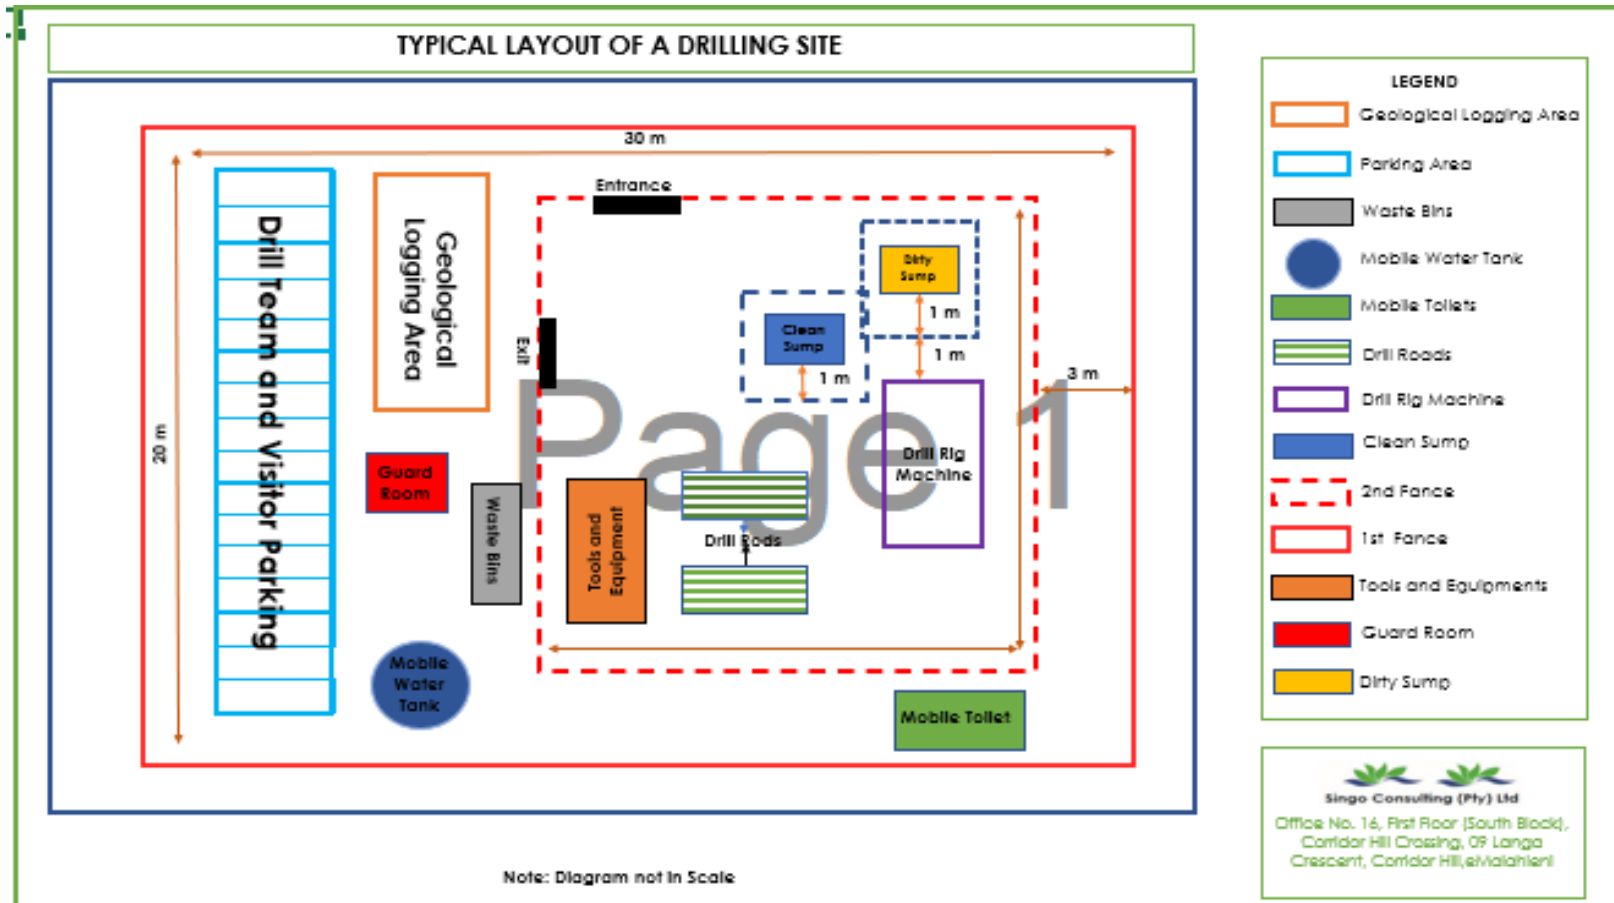 TYPICAL LAYOUT OF A DRILLING SITE
30 m
Entrance
Drill Team and Visitor Parking
Geological
Logging Area
Dirty
Sump
1 m
Clean
Sump
Exit
1 m
1 m
3 m
20 m
Page 1
Guard
Room
Drill Rig
Machine
Waste Bins
Tools and
Equipment
Drill Rods
Mobile
Water
Tank
Mobile Toilet
Note: Diagram not in Scale
LEGEND
Geological Logging Area
Parking Area
Waste Bins
Mobile Water Tank
Mobile Toilets
Drill Roads
Drill Rig Machine
Clean Sump
2nd Fance
1st Fance
Tools and Equipments
Guard Room
Dirty Sump
Singo Consulting (Pty) Ltd
Office No. 16, First Floor (South Block),
Corridor Hill Crossing, 09 Langa
Crescent, Corridor Hill,eMalahleni